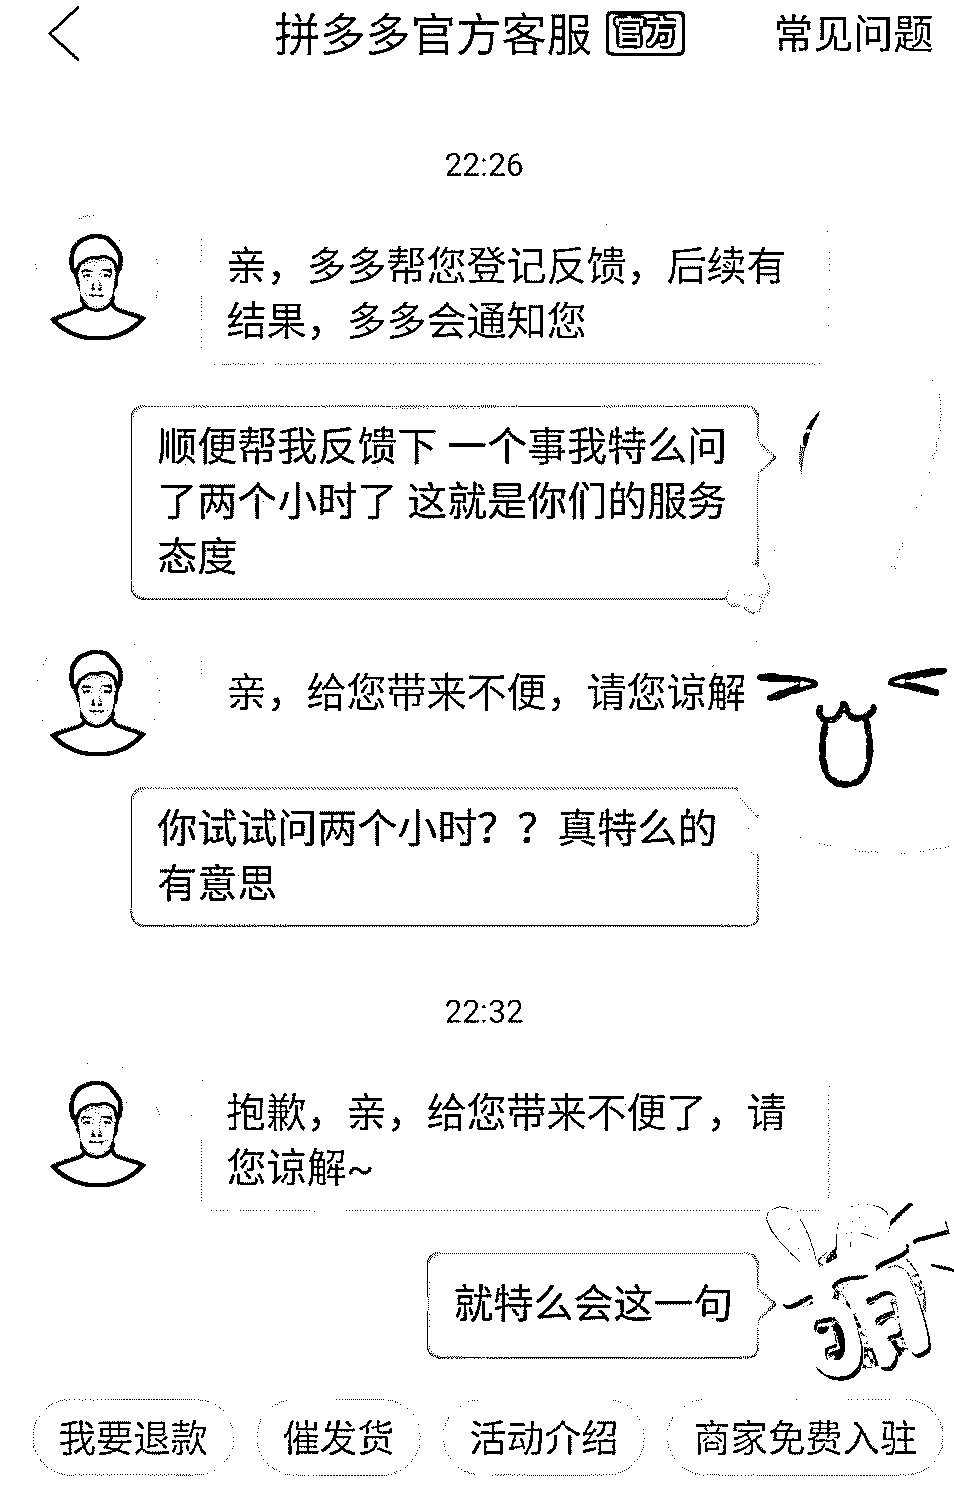 拼多多官方客服 官方 常见问题
22:26
亲，多多帮您登记反馈，后续有
结果，多多会通知您
顺便帮我反馈下 一个事我特么问
了两个小时了 这就是你们的服务
态度
亲，给您带来不便，请您谅解
你试试问两个小时？？真特么的
有意思
22:32
抱歉，亲，给您带来不便了，请
您谅解~
就特么会这一句
萌
我要退款 催发货 活动介绍 商家免费入驻